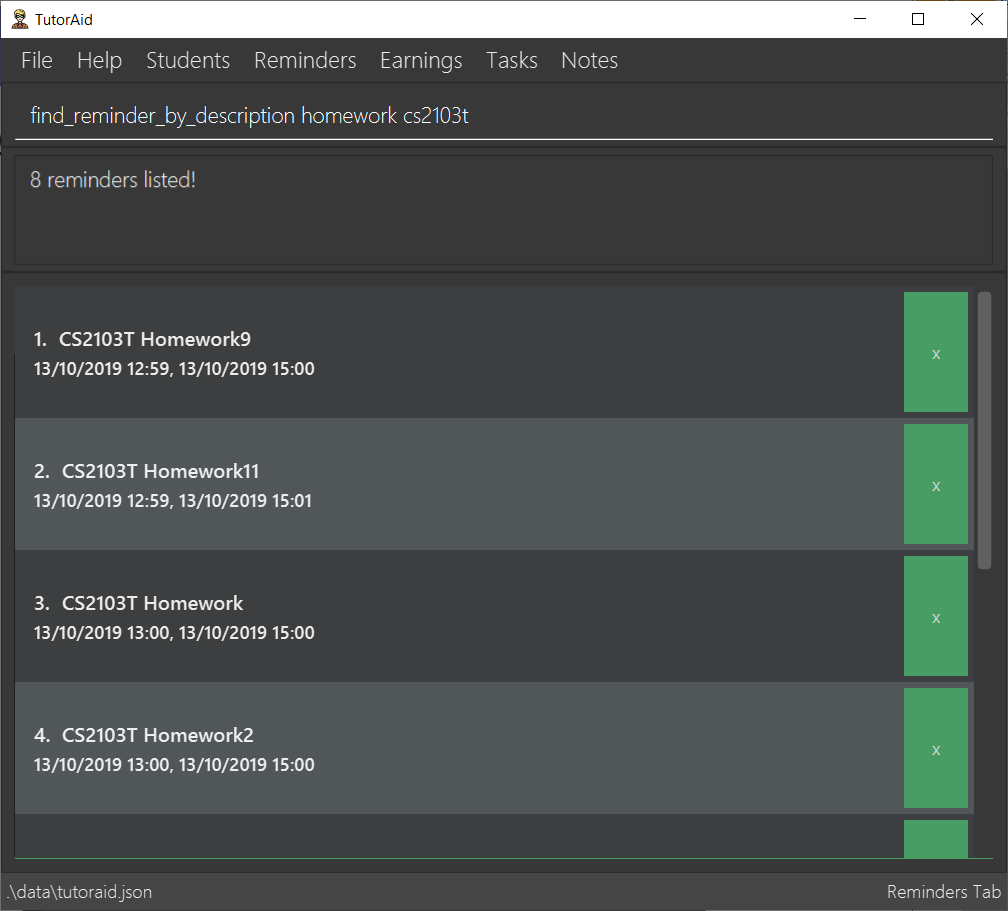 TutorAid
File Help Students Reminders Earnings Tasks Notes
find_reminder_by_description homework cs2103t
8 reminders listed!
1. CS2103T Homework9
13/10/2019 12:59, 13/10/2019 15:00
x
2. CS2103T Homework11
13/10/2019 12:59, 13/10/2019 15:01
x
3. CS2103T Homework
13/10/2019 13:00, 13/10/2019 15:00
x
4. CS2103T Homework2
13/10/2019 13:00, 13/10/2019 15:00
x
.\data\tutoraid.json
Reminders Tab